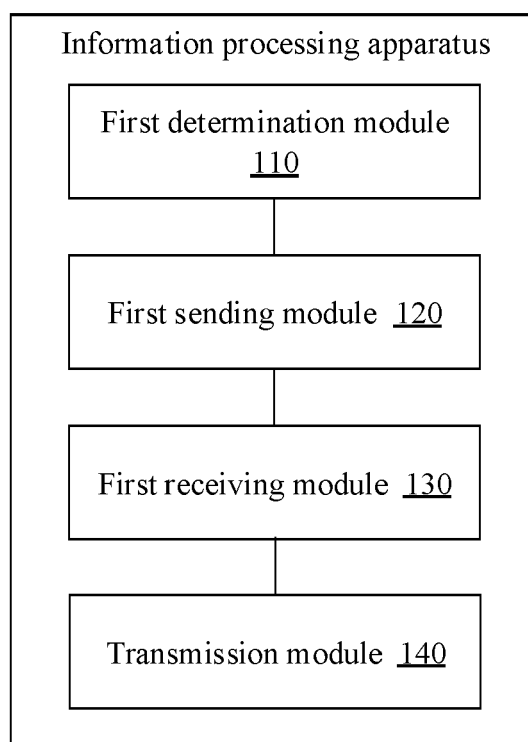 Information processing apparatus
First determination module
110
First sending module 120
First receiving module 130
Transmission module 140